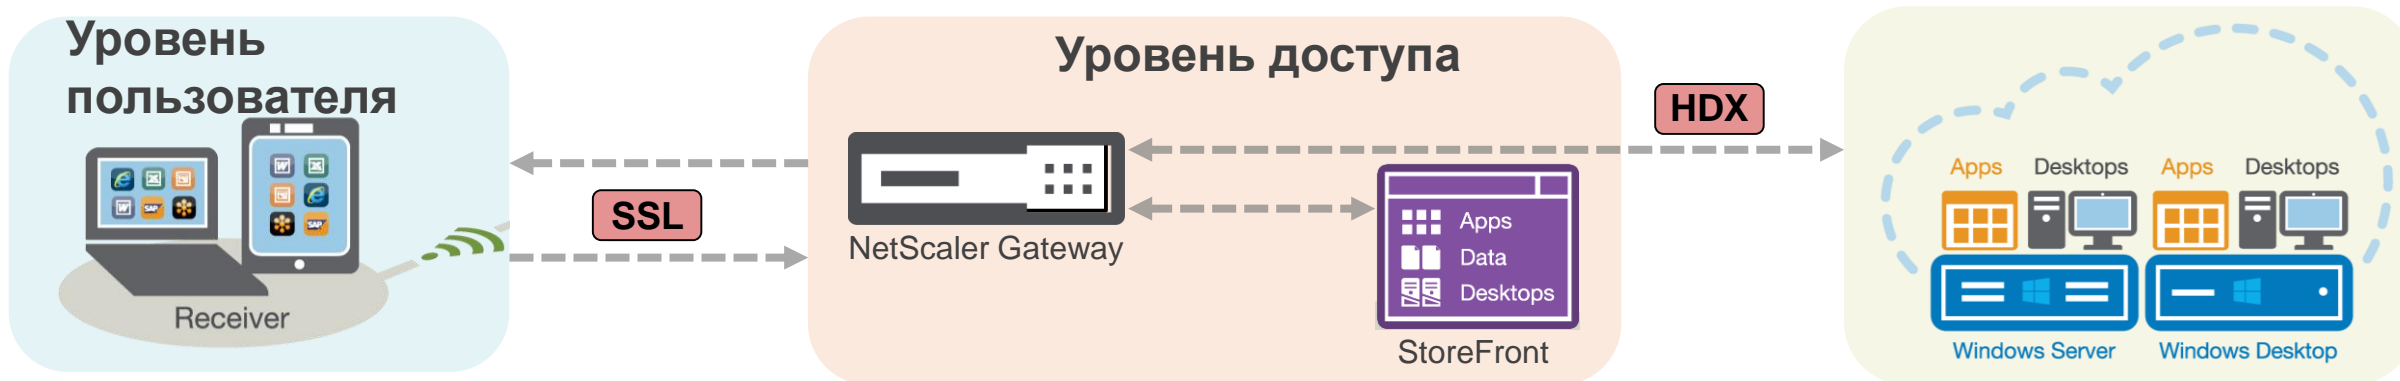 Уровень
пользователя
Receiver
SSL
Уровень доступа
NetScaler Gateway
Apps
Data
Desktops
StoreFront
HDX
Apps Desktops Apps Desktops
Windows Server Windows Desktop